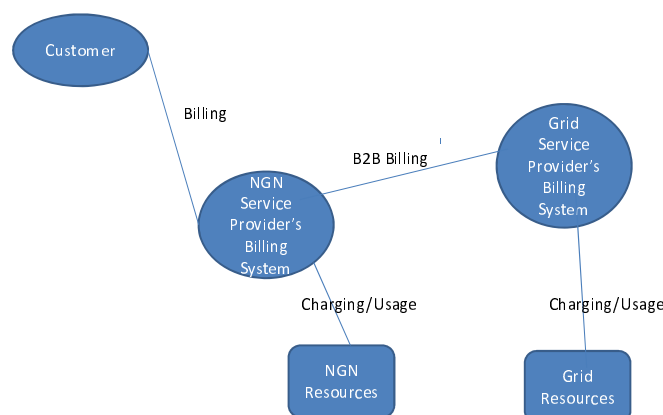 Customer
Billing
B2B Billing
Grid
Service
Provider’s
Billing
System
NGN
Service
Provider’s
Billing
System
Charging/Usage
Charging/Usage
NGN
Resources
Grid
Resources